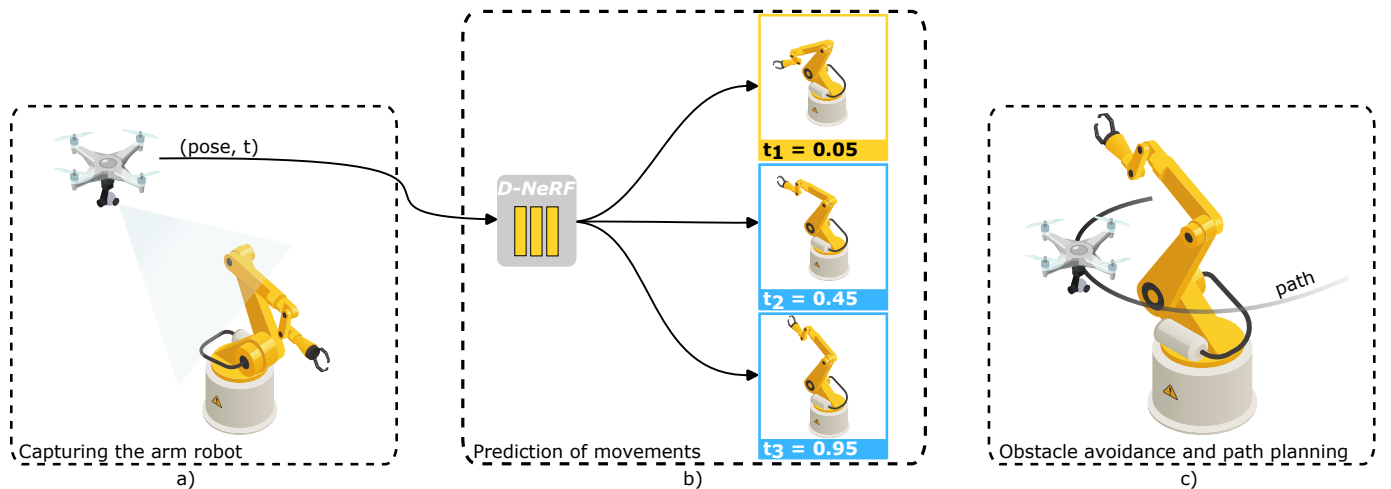 (pose, t)
Capturing the arm robot
a)
D-NeRF
t1 = 0.05
t2 = 0.45
t3 = 0.95
Prediction of movements
b)
path
Obstacle avoidance and path planning
c)